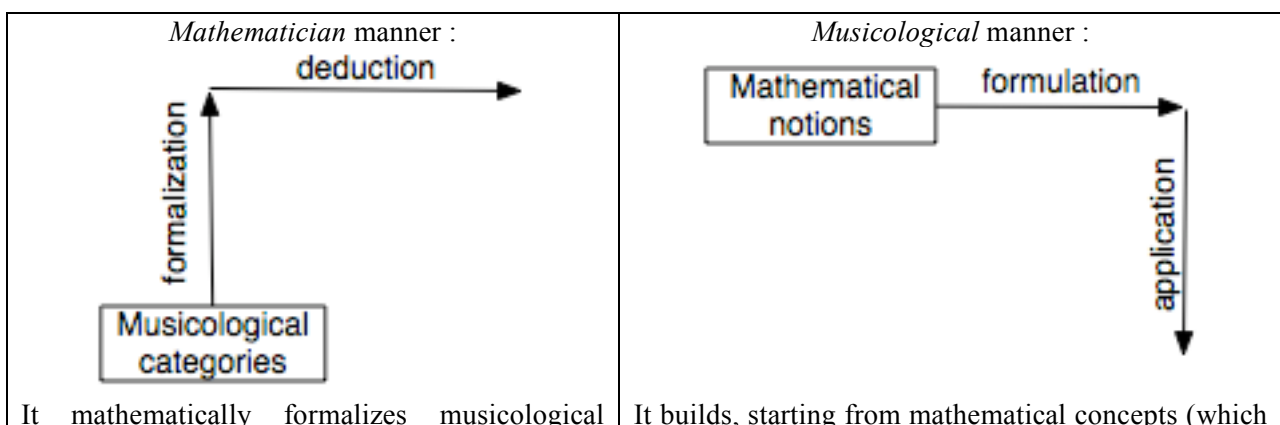 Mathematician manner :
deduction
formalization
Musicological
categories
It mathematically formalizes musicological
Musicological manner :
Mathematical
notions
formulation
application
It builds, starting from mathematical concepts (which